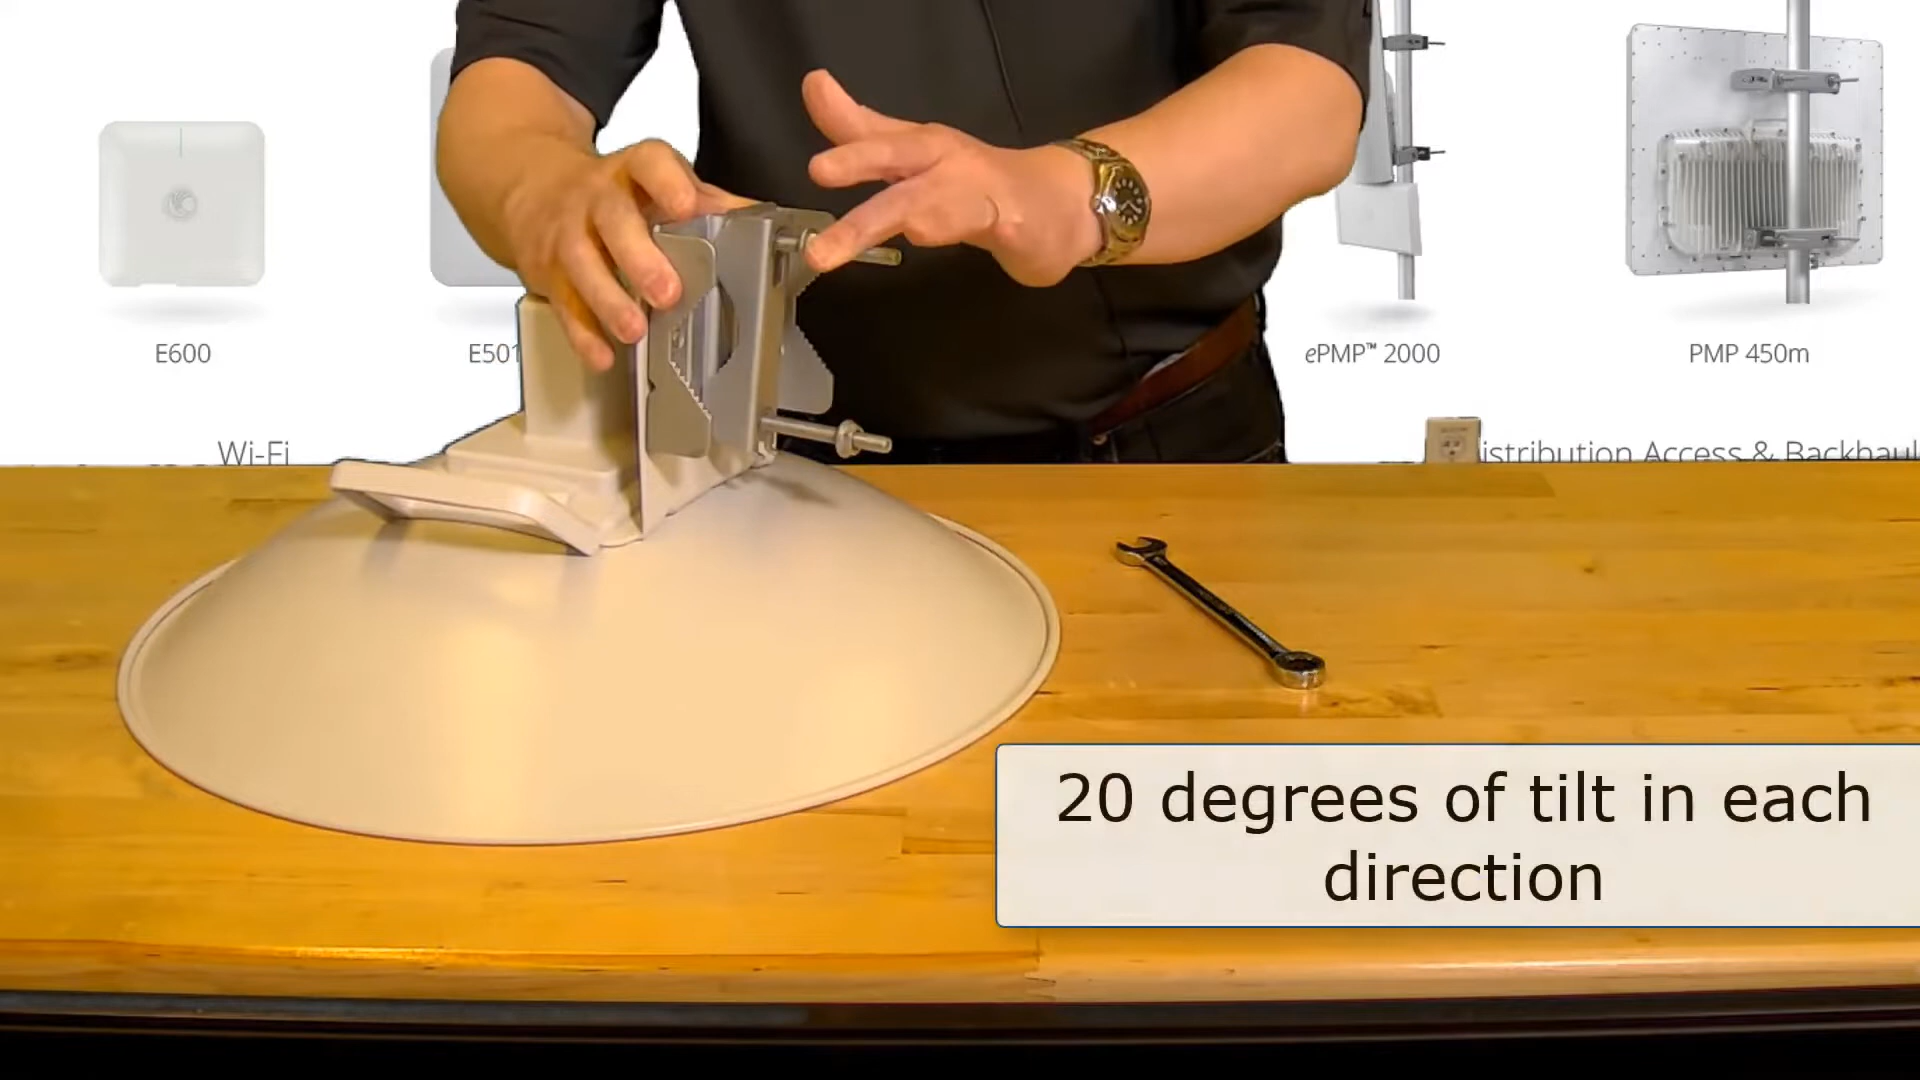 E600
E501
ePMP™ 2000
PMP 450m
Wi-Fi
istribution Access & Backhaul
20 degrees of tilt in each
direction